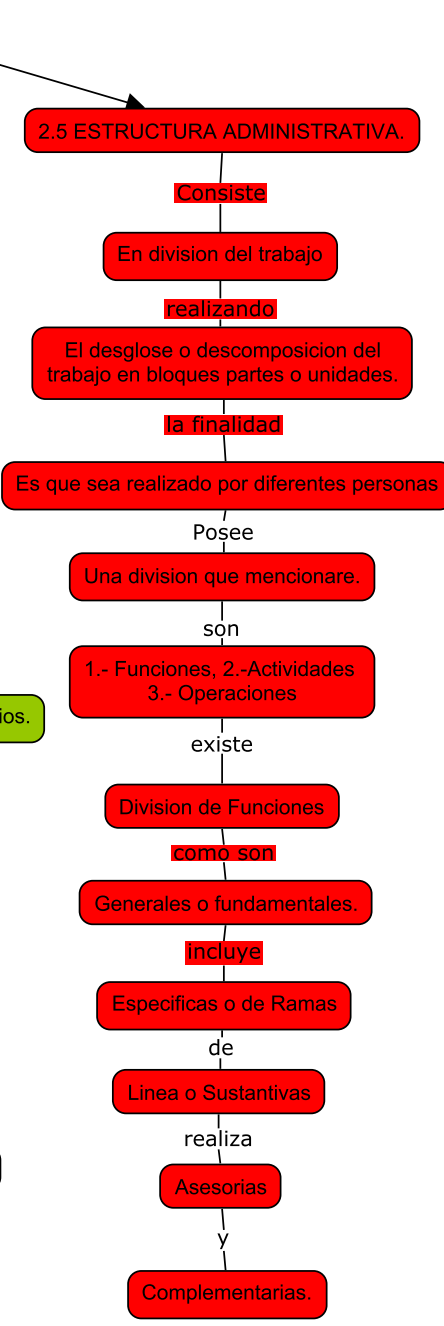 2.5 ESTRUCTURA ADMINISTRATIVA.
Consiste
En division del trabajo
realizando
El desglose o descomposicion del
trabajo en bloques partes o unidades.
la finalidad
Es que sea realizado por diferentes personas
Posee
Una division que mencionare.
son
1.- Funciones, 2.-Actividades
3.- Operaciones
ios.
existe
Division de Funciones
como son
Generales o fundamentales.
incluye
Especificas o de Ramas
de
Linea o Sustantivas
realiza
Asesorias
y
Complementarias.